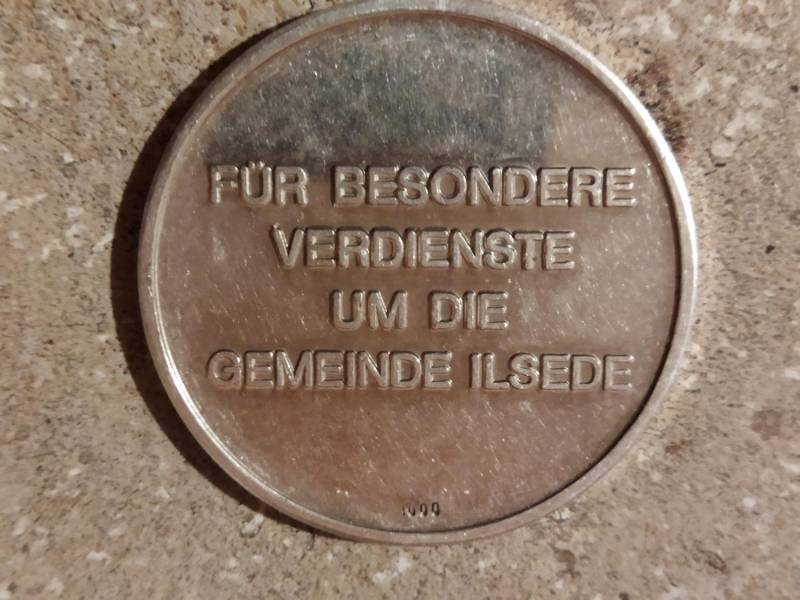 FÜR BESONDERE
VERDIENSTE
UM DIE
GEMEINDE ILSEDE